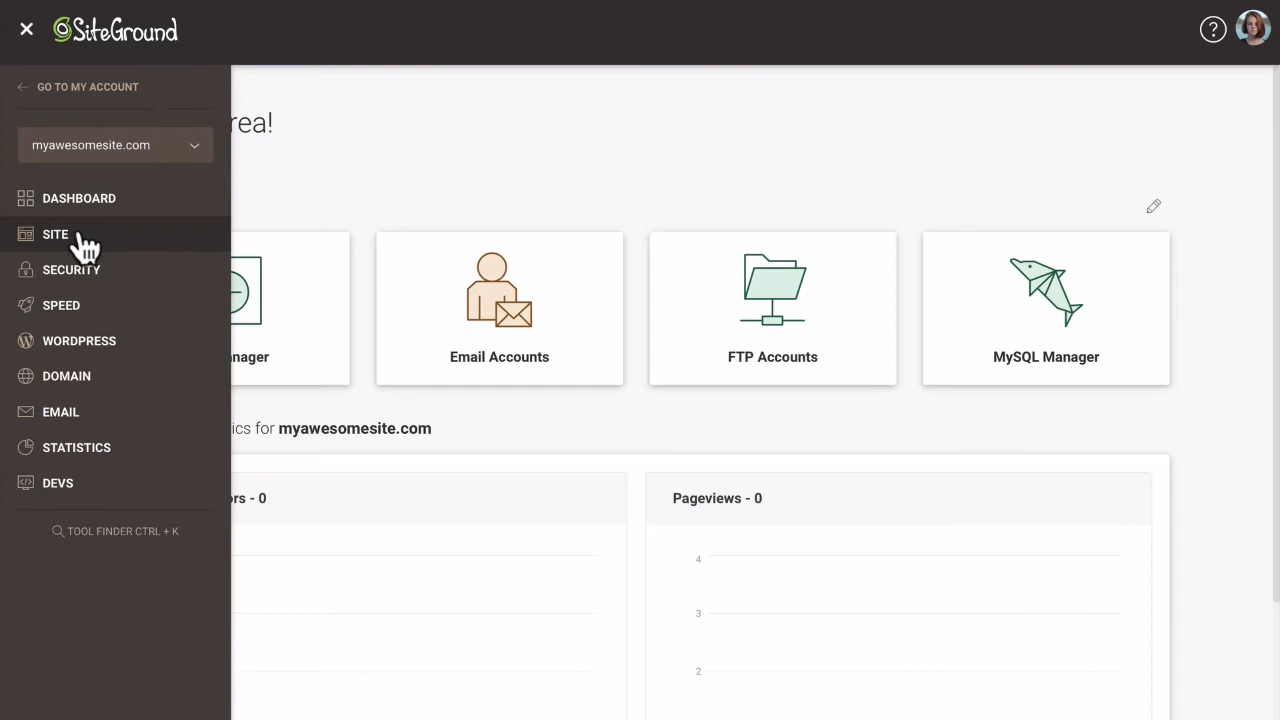 SiteGround
?
GO TO MY ACCOUNT
rea!
myawesomesite.com
DASHBOARD
SITE
SECURITY
SPEED
WORDPRESS
DOMAIN
EMAIL
STATISTICS
DEVS
TOOL FINDER CTRL + K
nager
Email Accounts
FTP Accounts
MySQL Manager
ics for myawesomesite.com
ors - 0
Pageviews - 0
4
3
2